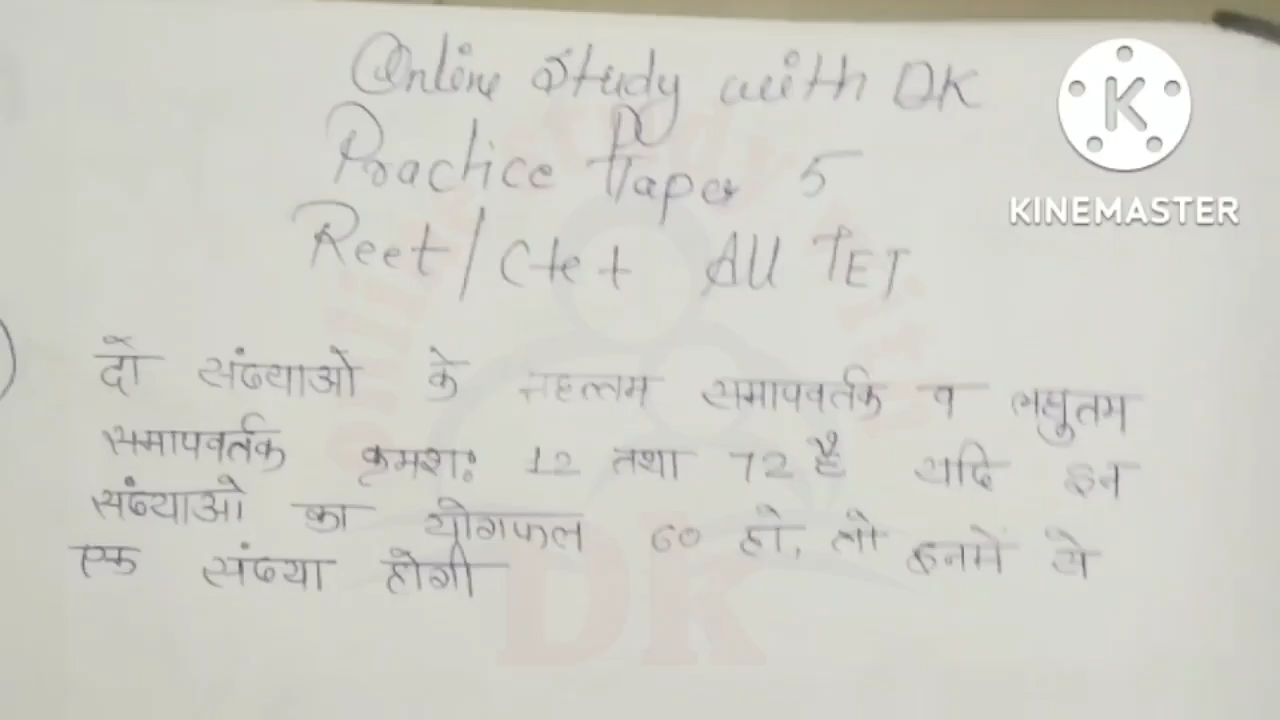 Online Study with DK
Practice Paper 5
Reet/Ctet All TET
KINEMASTER
दो संख्याओ के महत्तम समापवर्तक व लघुतम
समापवर्तक क्रमश: 12 तथा 72 है यदि इन
संख्याओ का योगफल 60 हो, तो इनमें से
एक संख्या होगी
DK